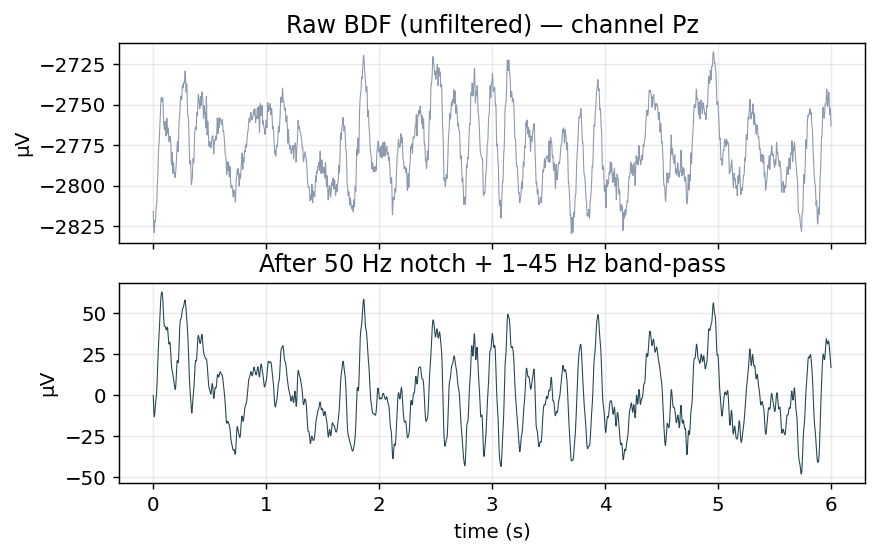 Raw BDF (unfiltered) — channel Pz
−2725
−2750
−2775
−2800
−2825
µV
After 50 Hz notch + 1–45 Hz band-pass
50
25
0
−25
−50
µV
0 1 2 3 4 5 6
time (s)